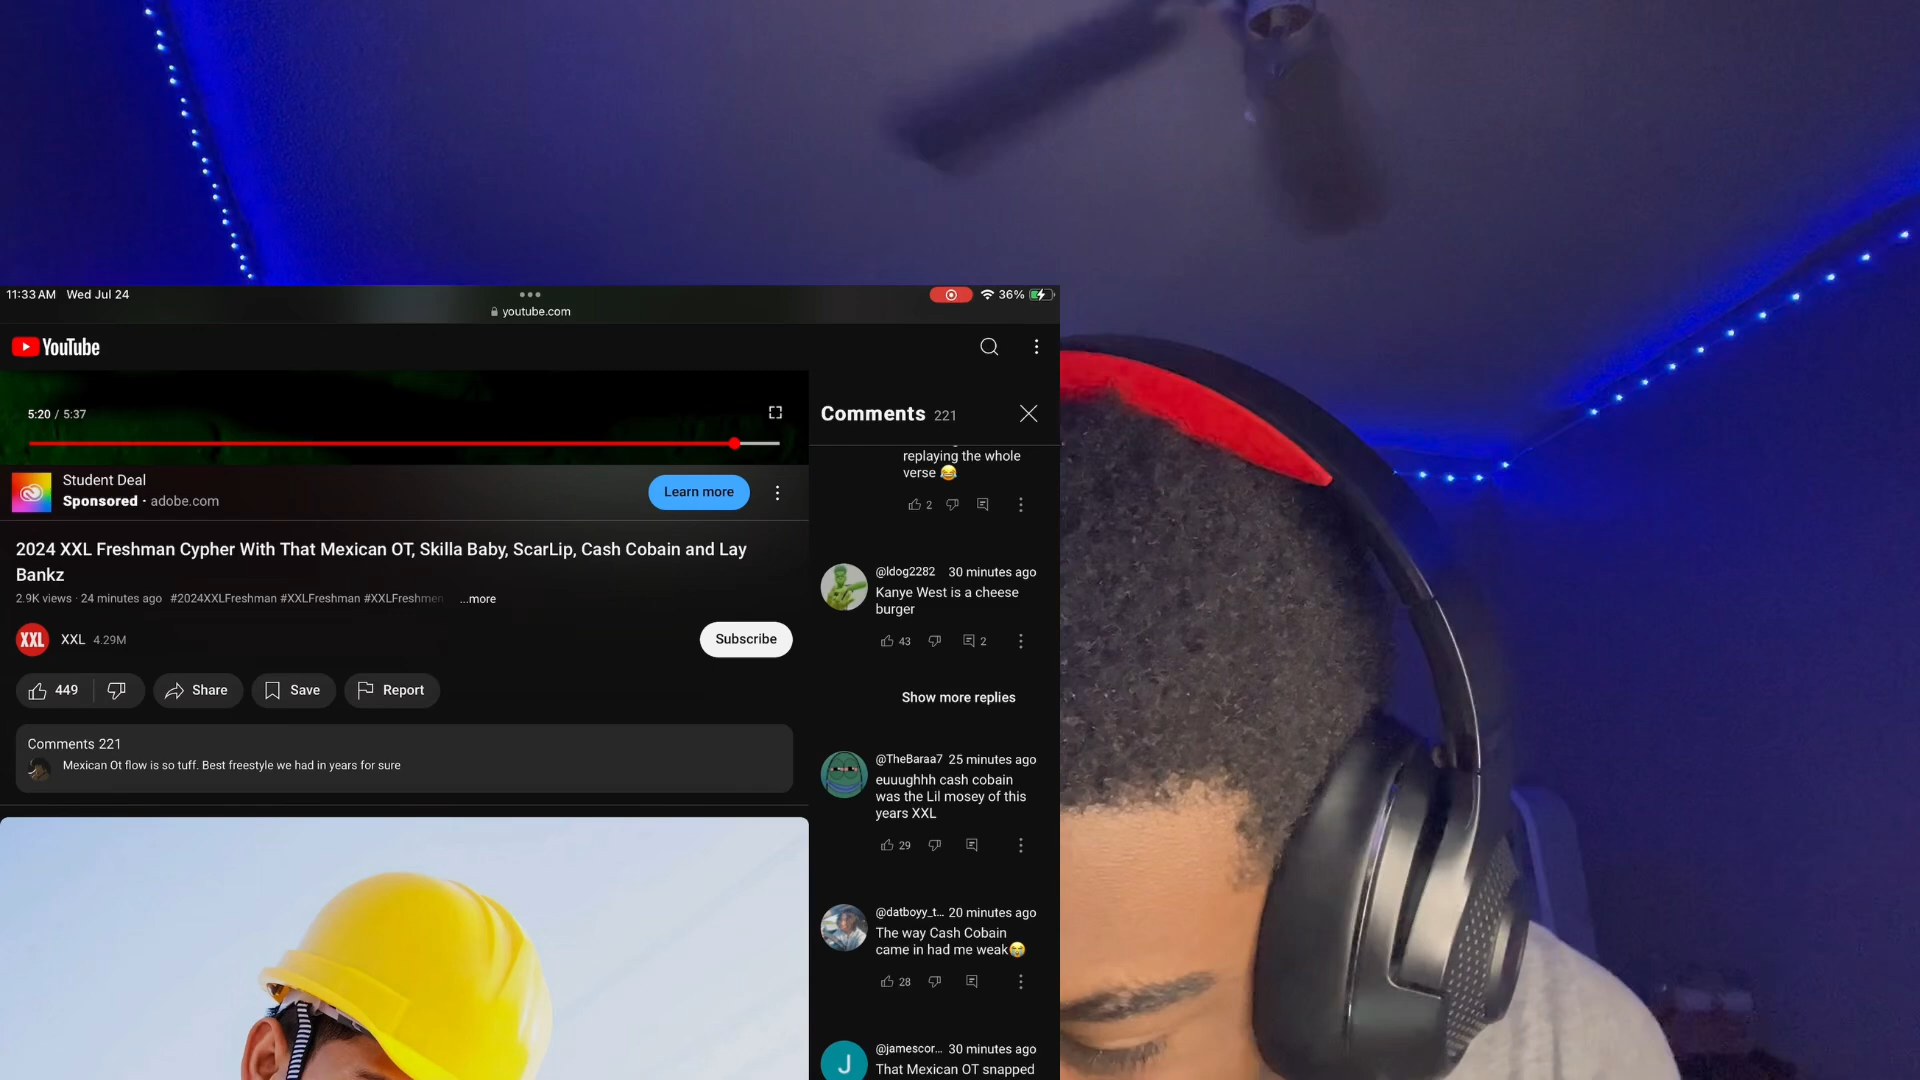 11:33 AM Wed Jul 24
36%
youtube.com
YouTube
5:20 / 5:37
Student Deal
Sponsored · adobe.com
Learn more
2024 XXL Freshman Cypher With That Mexican OT, Skilla Baby, ScarLip, Cash Cobain and Lay
Bankz
2.9K views · 24 minutes ago #2024XXLFreshman #XXLFreshman #XXLFreshmen ...more
XXL
XXL 4.29M
Subscribe
449
Share
Save
Report
Comments 221
Mexican Ot flow is so tuff. Best freestyle we had in years for sure
Comments 221
replaying the whole
verse 😂
2
@ldog2282 30 minutes ago
Kanye West is a cheese
burger
43
2
Show more replies
@TheBaraa7 25 minutes ago
euuughhh cash cobain
was the Lil mosey of this
years XXL
29
@datboyy_t... 20 minutes ago
The way Cash Cobain
came in had me weak😭
28
J
@jamescor... 30 minutes ago
That Mexican OT snapped